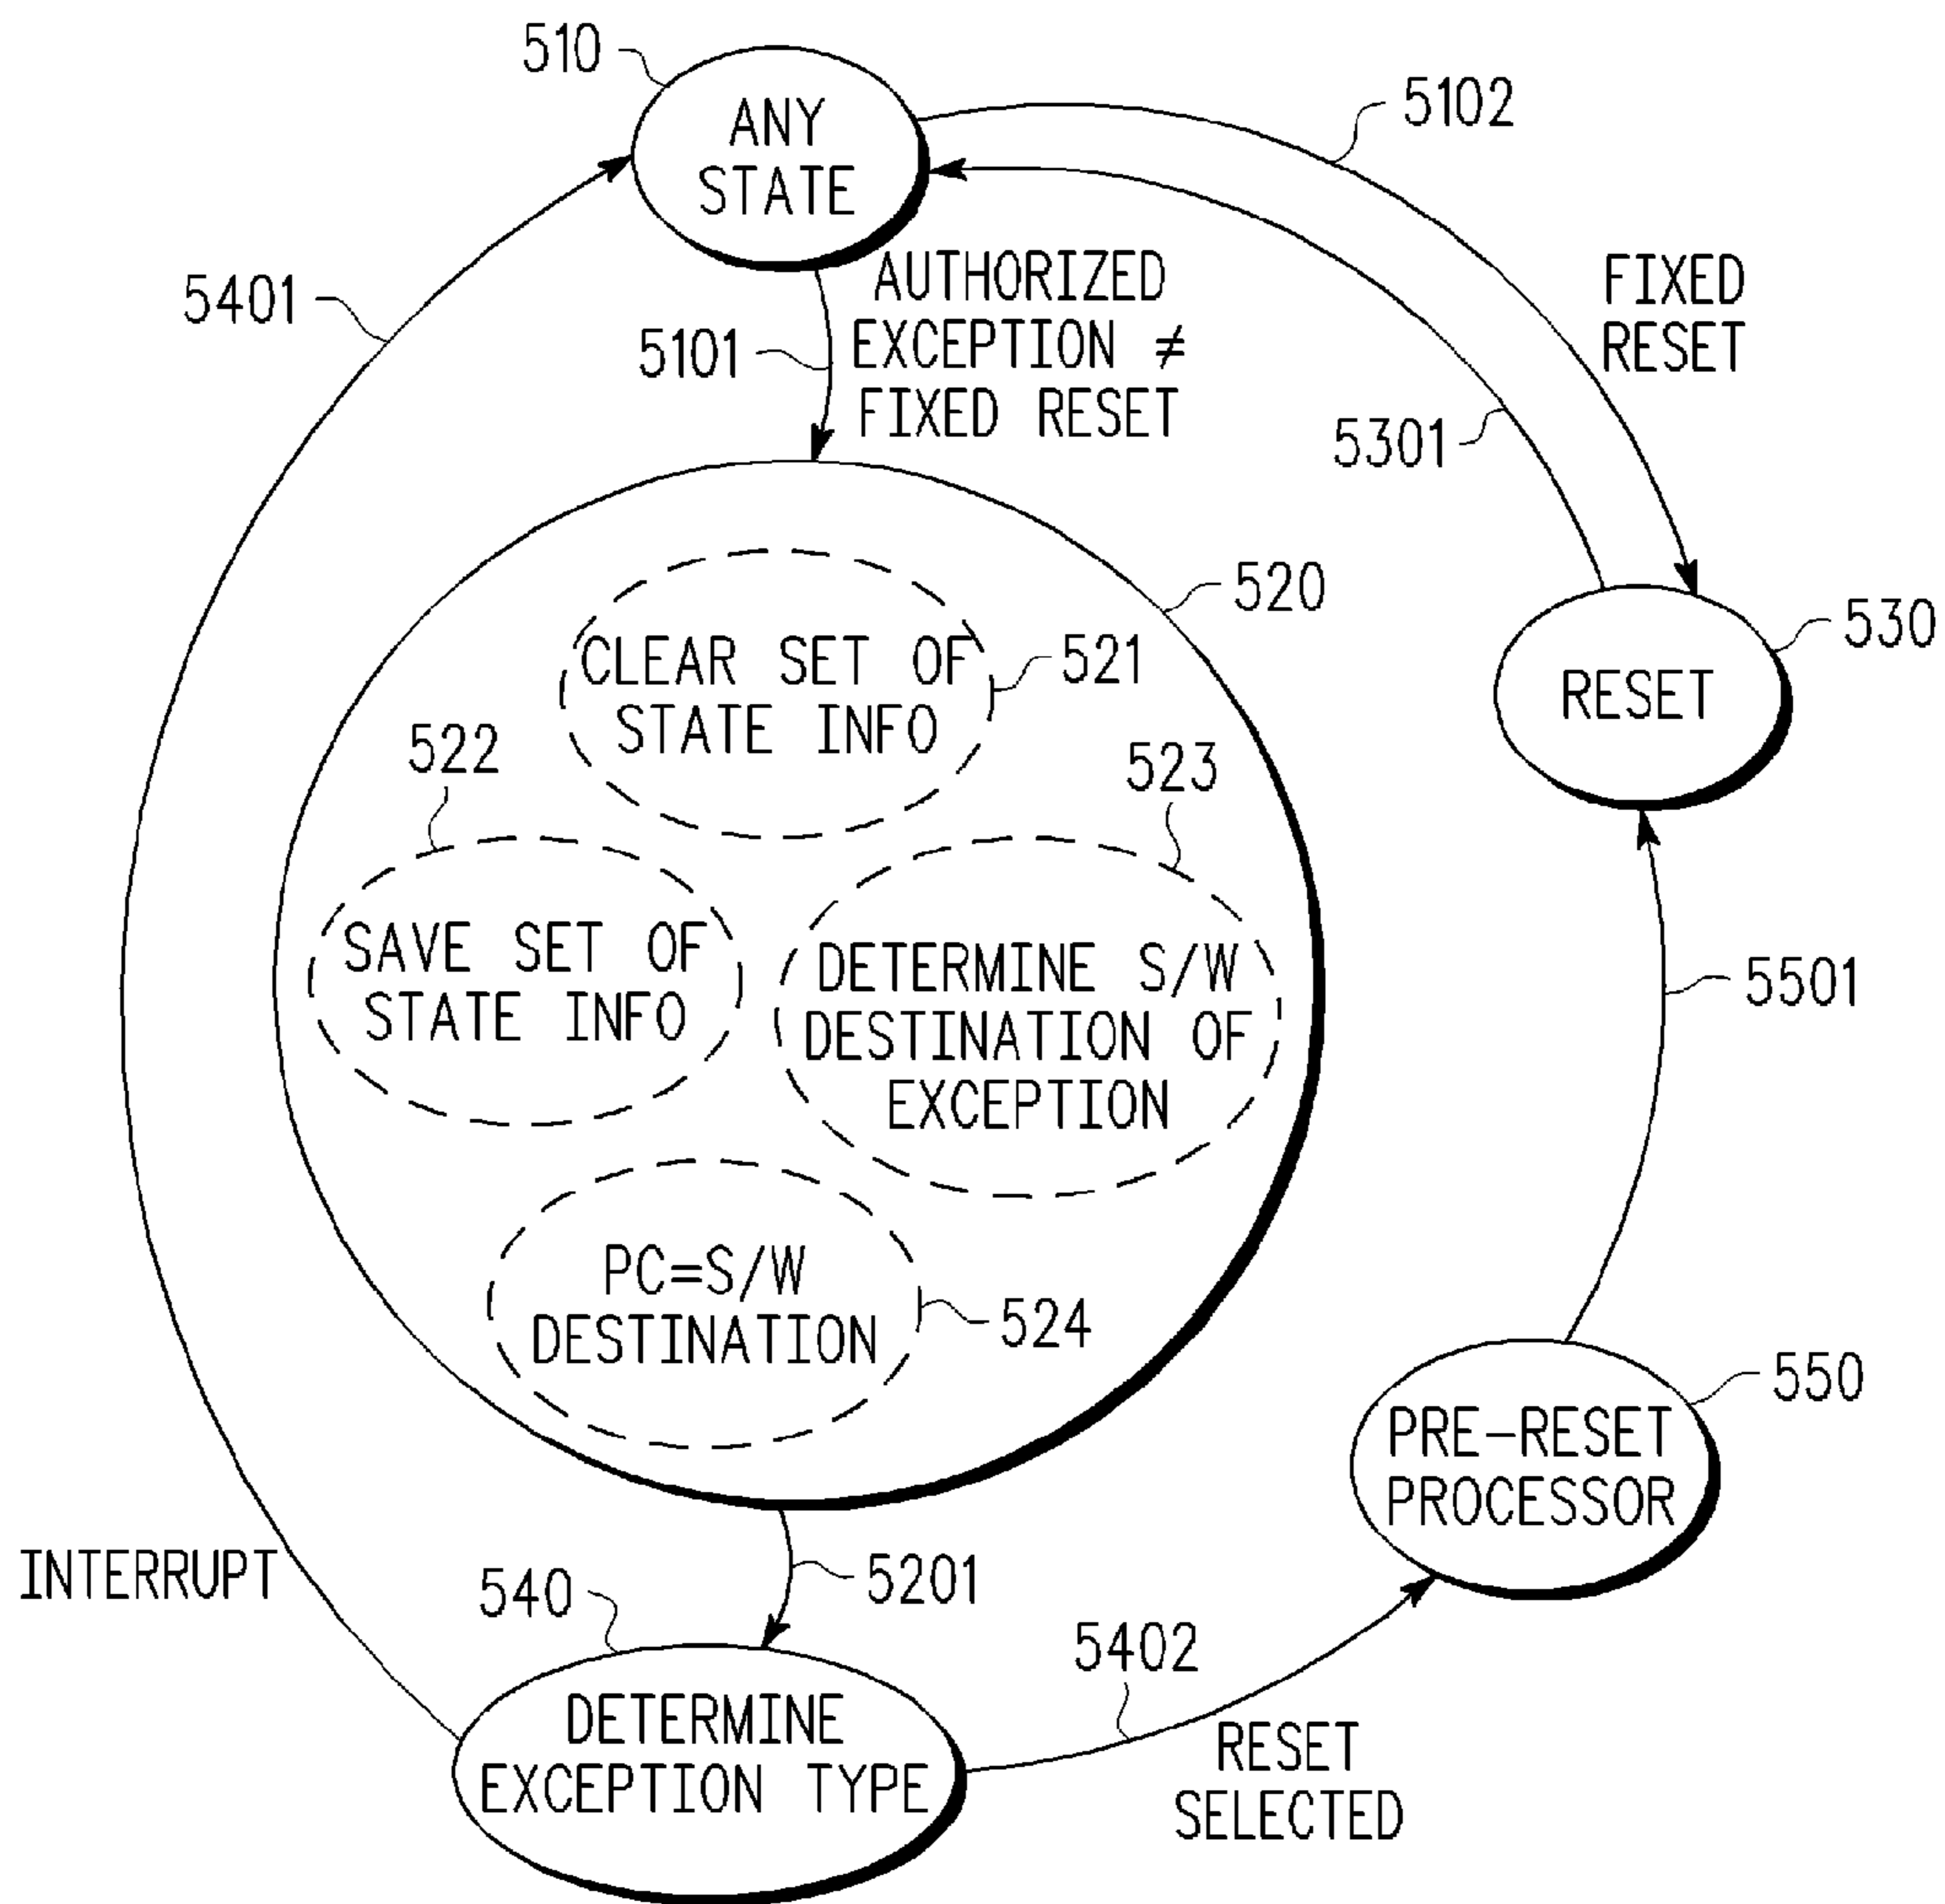 510
ANY
STATE
5102
5401
5101
AUTHORIZED
EXCEPTION ≠
FIXED RESET
FIXED
RESET
5301
520
CLEAR SET OF
STATE INFO
521
530
RESET
522
523
SAVE SET OF
STATE INFO
DETERMINE S/W
DESTINATION OF
EXCEPTION
5501
PC=S/W
DESTINATION
524
550
PRE-RESET
PROCESSOR
INTERRUPT
540
5201
5402
DETERMINE
EXCEPTION TYPE
RESET
SELECTED